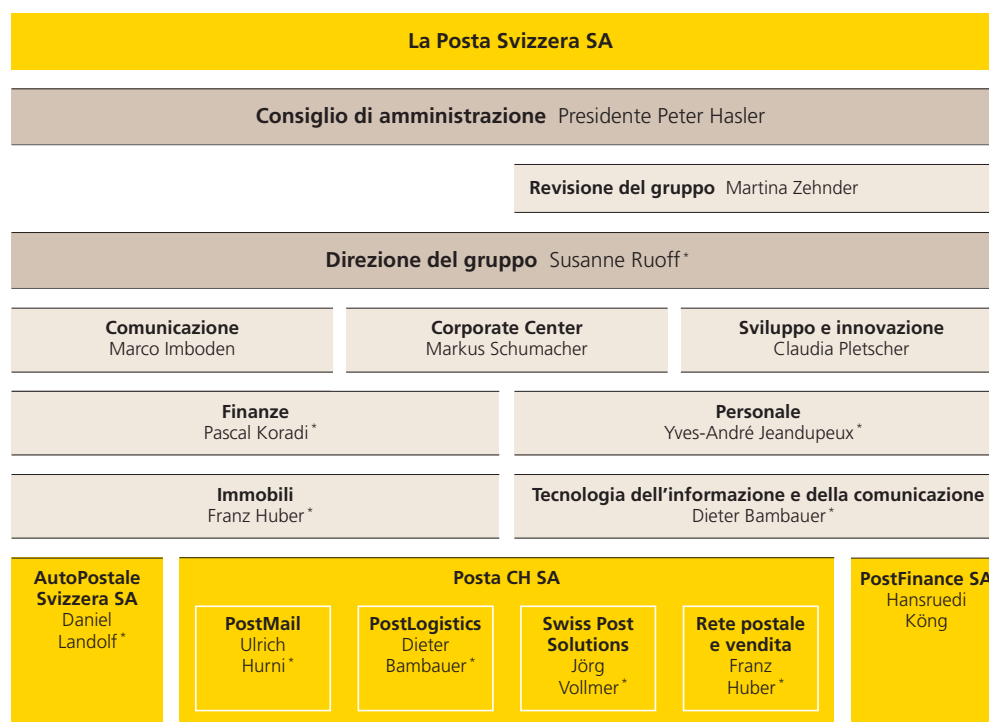 La Posta Svizzera SA
Consiglio di amministrazione Presidente Peter Hasler
Revisione del gruppo Martina Zehnder
Direzione del gruppo Susanne Ruoff*
Comunicazione
Marco Imboden
Corporate Center
Markus Schumacher
Sviluppo e innovazione
Claudia Pletscher
Finanze
Pascal Koradi*
Personale
Yves-André Jeandupeux*
Immobili
Franz Huber*
Tecnologia dell'informazione e della comunicazione
Dieter Bambauer*
AutoPostale
Svizzera SA
Daniel
Landolf*
Posta CH SA
PostMail
Ulrich
Hurni*
PostLogistics
Dieter
Bambauer*
Swiss Post
Solutions
Jörg
Vollmer*
Rete postale
e vendita
Franz
Huber*
PostFinance SA
Hansruedi
Köng